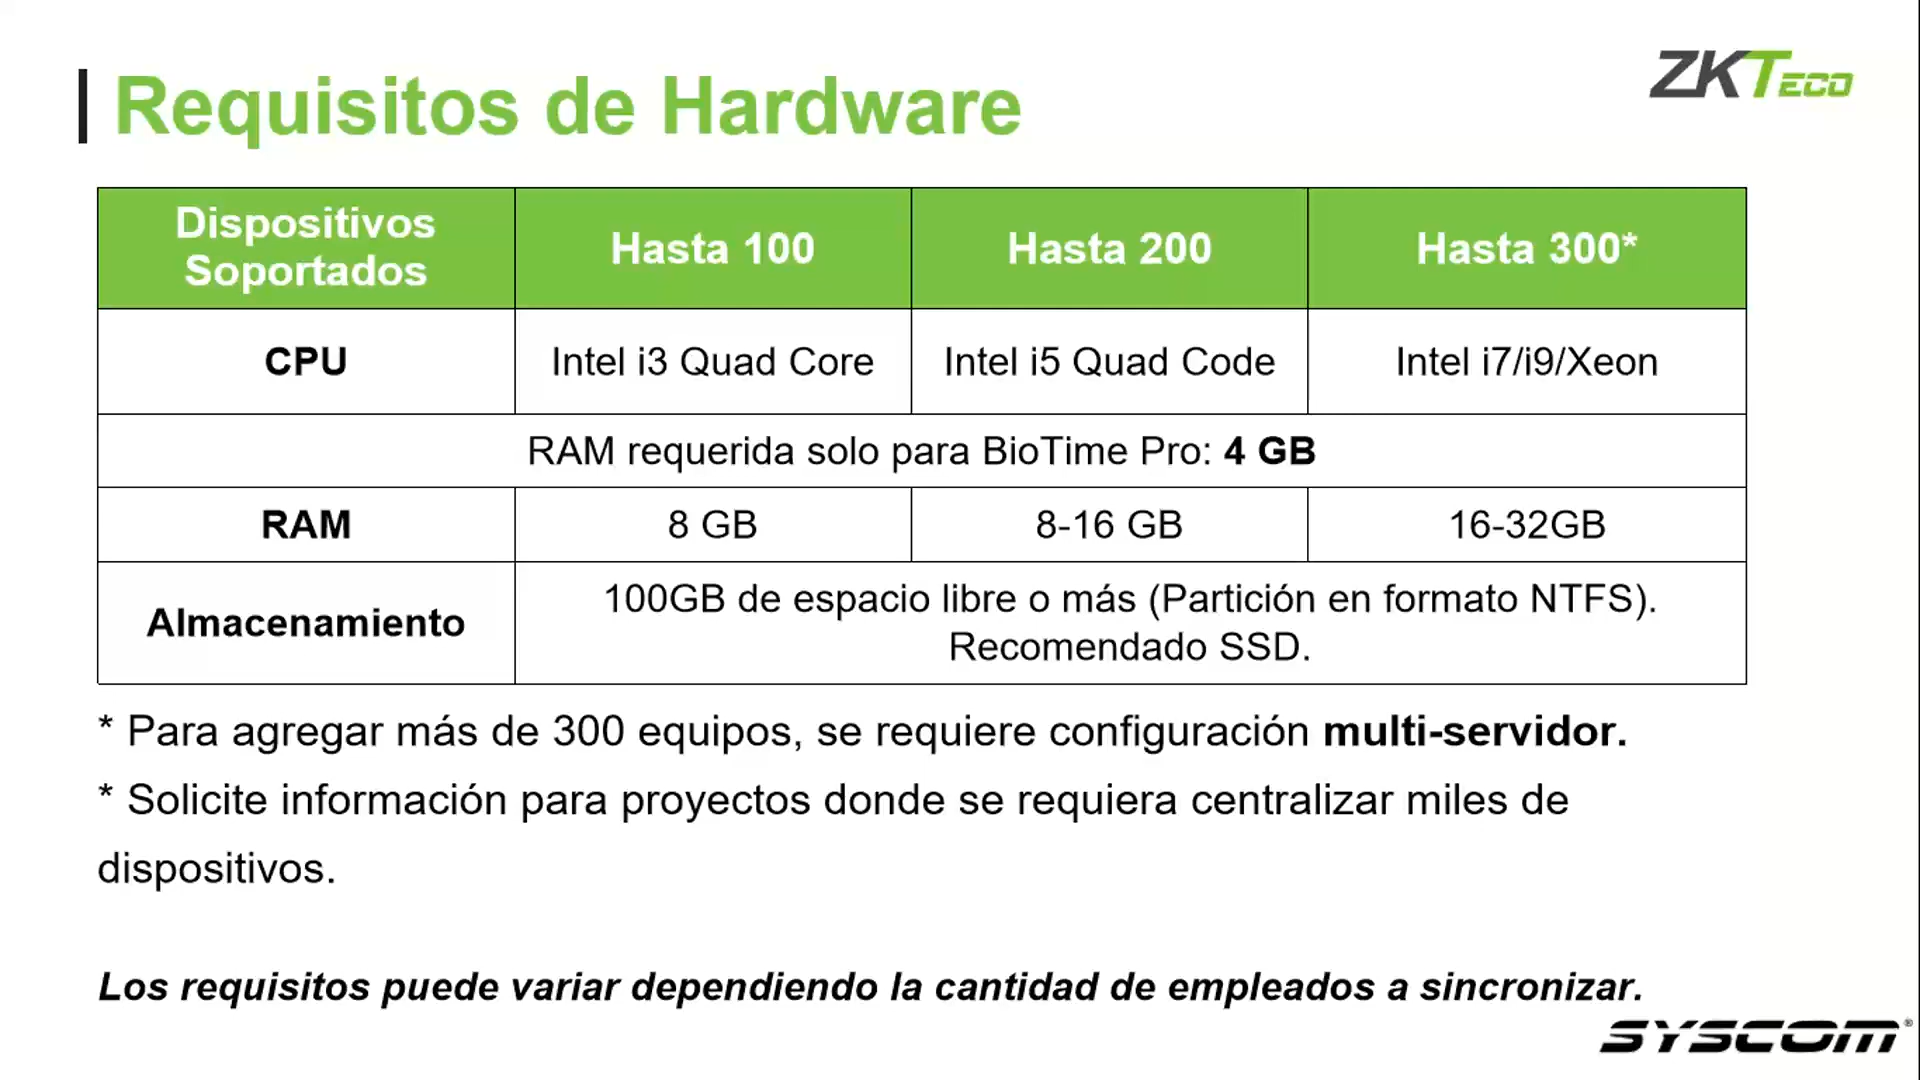 Requisitos de Hardware
ZKTECO
Dispositivos
Soportados
Hasta 100
Hasta 200
Hasta 300*
CPU
Intel i3 Quad Core
Intel i5 Quad Code
Intel i7/i9/Xeon
RAM requerida solo para BioTime Pro: 4 GB
RAM
8 GB
8-16 GB
16-32GB
Almacenamiento
100GB de espacio libre o más (Partición en formato NTFS).
Recomendado SSD.
* Para agregar más de 300 equipos, se requiere configuración multi-servidor.
* Solicite información para proyectos donde se requiera centralizar miles de
dispositivos.
Los requisitos puede variar dependiendo la cantidad de empleados a sincronizar.
SYSCOM®